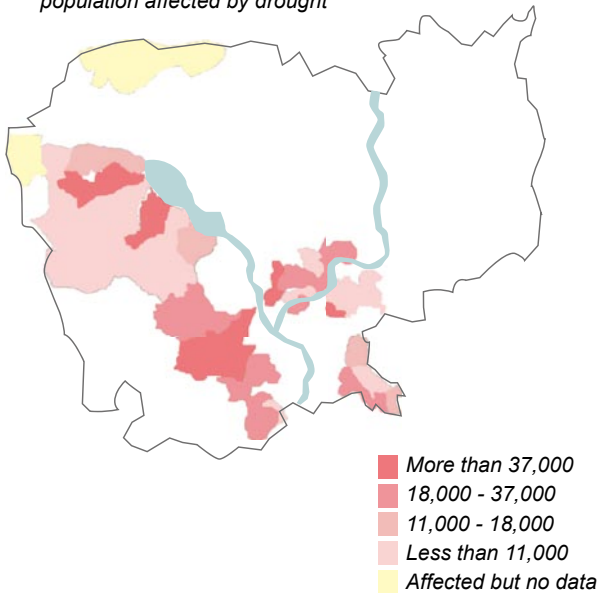 population affected by drought
More than 37,000
18,000 - 37,000
11,000 - 18,000
Less than 11,000
Affected but no data